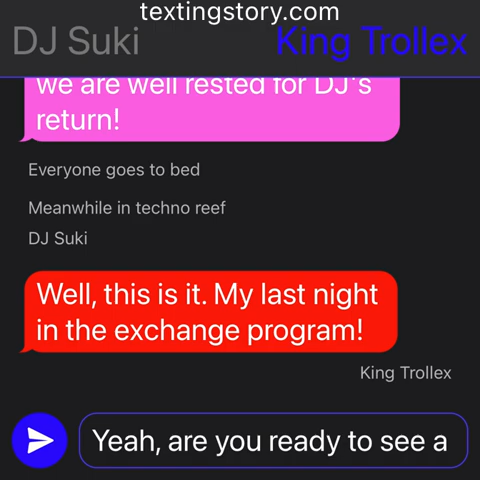 textingstory.com
DJ Suki
King Trollex
we are well rested for DJ's
return!
Everyone goes to bed
Meanwhile in techno reef
DJ Suki
Well, this is it. My last night
in the exchange program!
King Trollex
Yeah, are you ready to see a